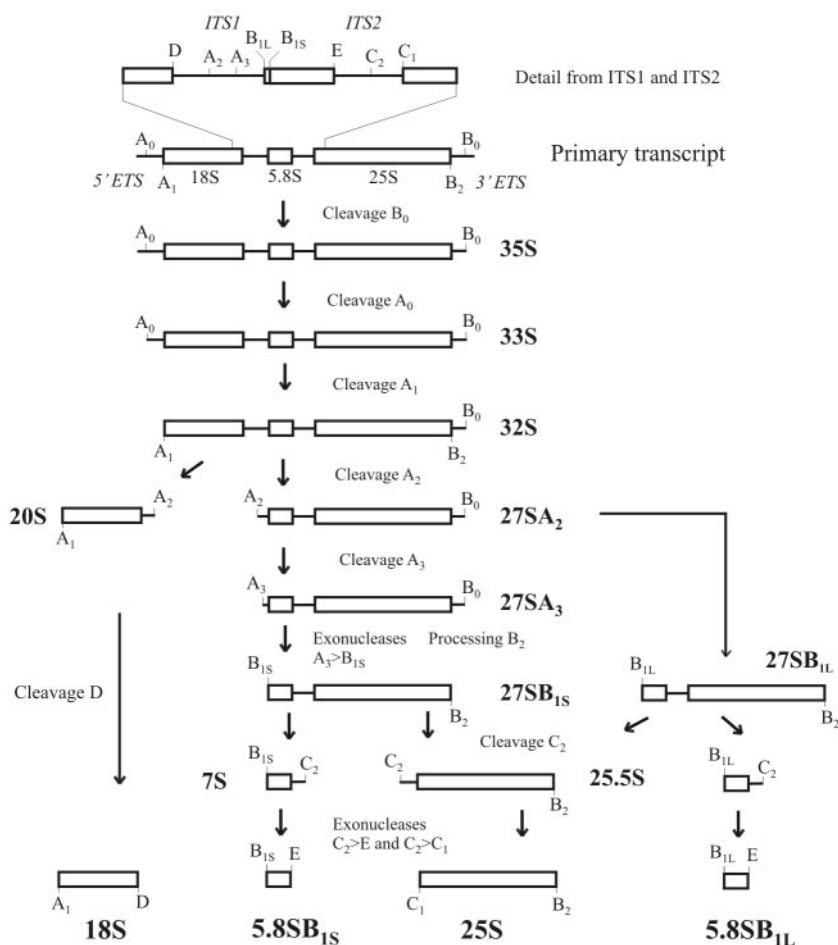 ITS1 ITS2
D A2 A3 B1L B1S E C2 C1
Detail from ITS1 and ITS2
A0 B0
Primary transcript
5' ETS 18S 5.8S 25S 3' ETS
A1 B2
Cleavage B0
A0 B0
35S
Cleavage A0
A0 B0
33S
Cleavage A1
B0
32S
A1 B2
Cleavage A2
20S A2 A2 B0 27SA2
A1
Cleavage A3
A3 B0
27SA3
Exonucleases Processing B2
A3>B1S
Cleavage D
B1S 27SB1S
B2
B1L 27SB1L
B2
Cleavage C2
7S B1S C2 C2 25.5S B1L C2
B2
Exonucleases
C2>E and C2>C1
B1S E B1L E
A1 D C1 B2
18S 5.8SB1S 25S 5.8SB1L